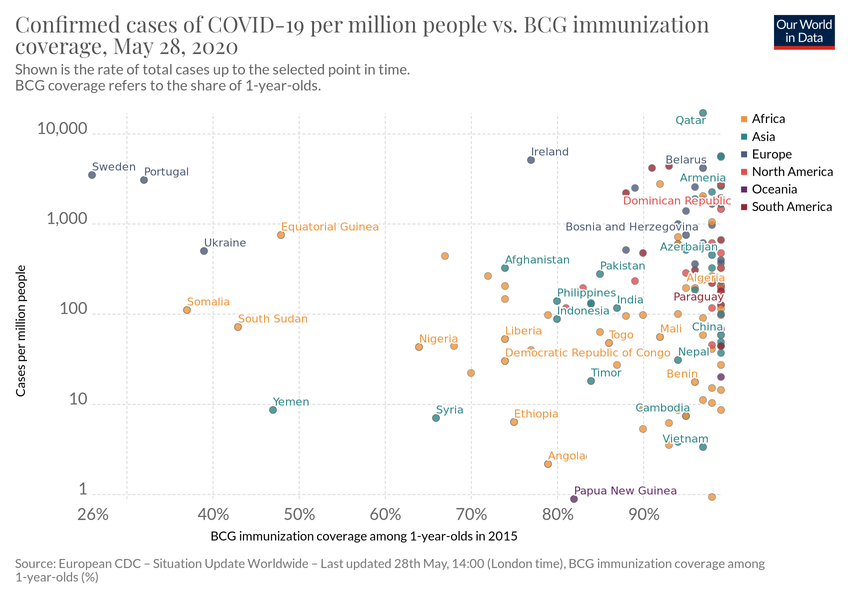 Confirmed cases of COVID-19 per million people vs. BCG immunization
coverage, May 28, 2020
Our World
in Data
Shown is the rate of total cases up to the selected point in time.
BCG coverage refers to the share of 1-year-olds.
Qatar
Africa
Asia
Europe
North America
Oceania
South America
10,000
Ireland
Belarus
Sweden
Portugal
Armenia
Dominican Republic
1,000
Equatorial Guinea
Bosnia and Herzegovina
Ukraine
Azerbaijan
Afghanistan
Pakistan
Algeria
Philippines
Paraguay
Somalia
India
100
Indonesia
South Sudan
China
Liberia
Togo
Mali
Nigeria
Democratic Republic of Congo
Nepal
Timor
Benin
10
Yemen
Syria
Ethiopia
Cambodia
Vietnam
Angola
Papua New Guinea
1
26%
40%
50%
60%
70%
80%
90%
Cases per million people
BCG immunization coverage among 1-year-olds in 2015
Source: European CDC – Situation Update Worldwide – Last updated 28th May, 14:00 (London time), BCG immunization coverage among
1-year-olds (%)